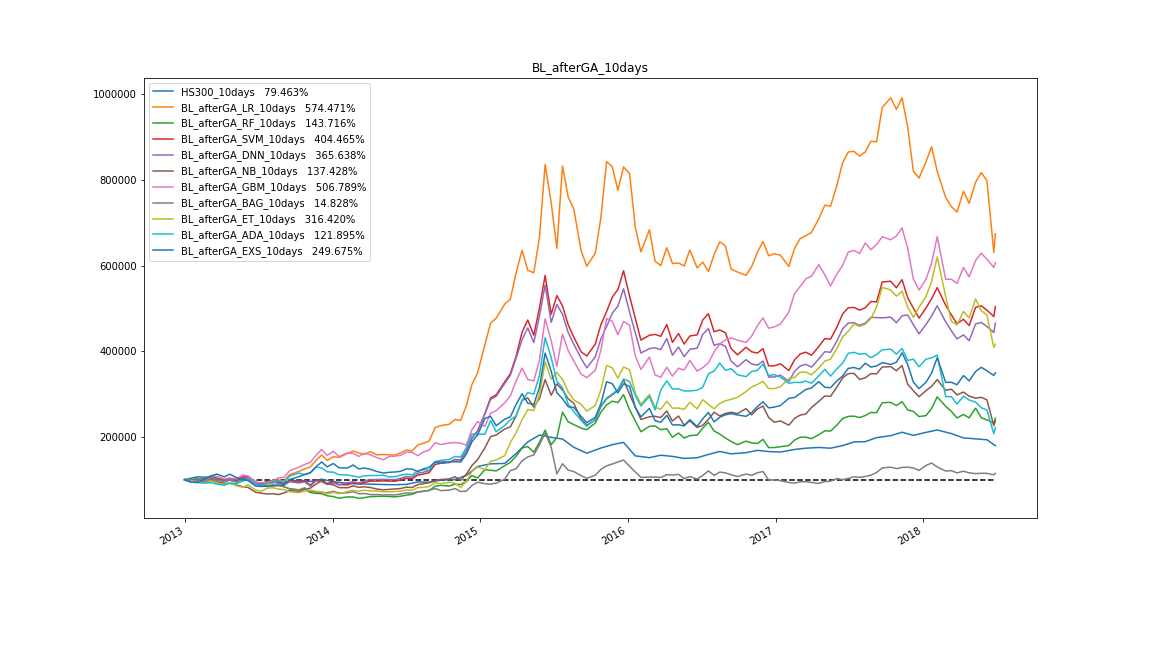 BL_afterGA_10days
1000000
800000
600000
400000
200000
HS300_10days 79.463%
BL_afterGA_LR_10days 574.471%
BL_afterGA_RF_10days 143.716%
BL_afterGA_SVM_10days 404.465%
BL_afterGA_DNN_10days 365.638%
BL_afterGA_NB_10days 137.428%
BL_afterGA_GBM_10days 506.789%
BL_afterGA_BAG_10days 14.828%
BL_afterGA_ET_10days 316.420%
BL_afterGA_ADA_10days 121.895%
BL_afterGA_EXS_10days 249.675%
2013 2014 2015 2016 2017 2018